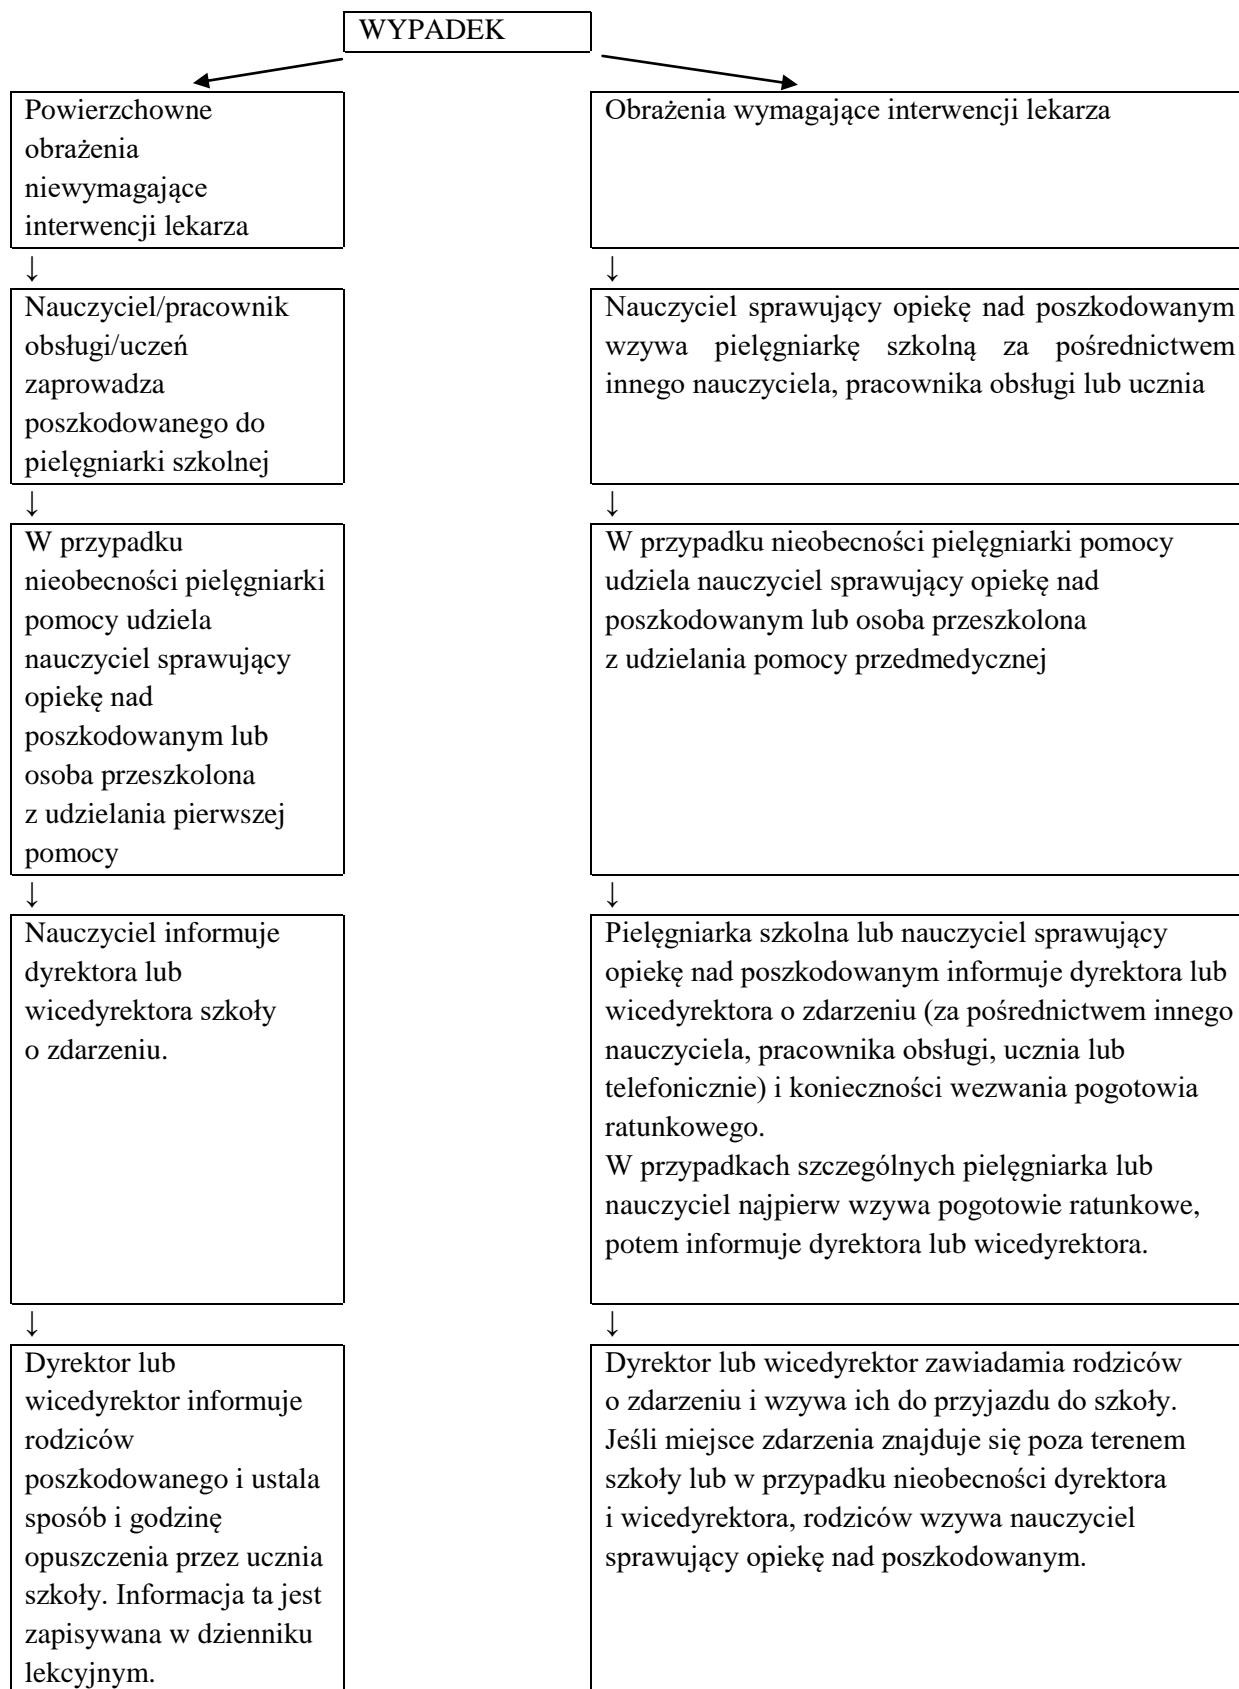 WYPADEK
Powierzchowne
obrażenia
niewymagające
interwencji lekarza
Obrażenia wymagające interwencji lekarza
↓
↓
Nauczyciel/pracownik
obsługi/uczeń
zaprowadza
poszkodowanego do
pielęgniarki szkolnej
Nauczyciel sprawujący opiekę nad poszkodowanym
wzywa pielęgniarkę szkolną za pośrednictwem
innego nauczyciela, pracownika obsługi lub ucznia
↓
↓
W przypadku
nieobecności pielęgniarki
pomocy udziela
nauczyciel sprawujący
opiekę nad
poszkodowanym lub
osoba przeszkolona
z udzielania pierwszej
pomocy
W przypadku nieobecności pielęgniarki pomocy
udziela nauczyciel sprawujący opiekę nad
poszkodowanym lub osoba przeszkolona
z udzielania pomocy przedmedycznej
↓
↓
Nauczyciel informuje
dyrektora lub
wicedyrektora szkoły
o zdarzeniu.
Pielęgniarka szkolna lub nauczyciel sprawujący
opiekę nad poszkodowanym informuje dyrektora lub
wicedyrektora o zdarzeniu (za pośrednictwem innego
nauczyciela, pracownika obsługi, ucznia lub
telefonicznie) i konieczności wezwania pogotowia
ratunkowego.
W przypadkach szczególnych pielęgniarka lub
nauczyciel najpierw wzywa pogotowie ratunkowe,
potem informuje dyrektora lub wicedyrektora.
↓
↓
Dyrektor lub
wicedyrektor informuje
rodziców
poszkodowanego i ustala
sposób i godzinę
opuszczenia przez ucznia
szkoły. Informacja ta jest
zapisywana w dzienniku
lekcyjnym.
Dyrektor lub wicedyrektor zawiadamia rodziców
o zdarzeniu i wzywa ich do przyjazdu do szkoły.
Jeśli miejsce zdarzenia znajduje się poza terenem
szkoły lub w przypadku nieobecności dyrektora
i wicedyrektora, rodziców wzywa nauczyciel
sprawujący opiekę nad poszkodowanym.